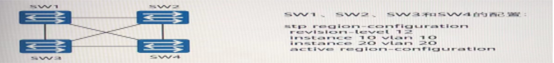 SW1
SW2
SW3
SW4
SW1、SW2、SW3和SW4的配置：
stp region-configuration
revision-level 12
instance 10 vlan 10
instance 20 vlan 20
active region-configuration